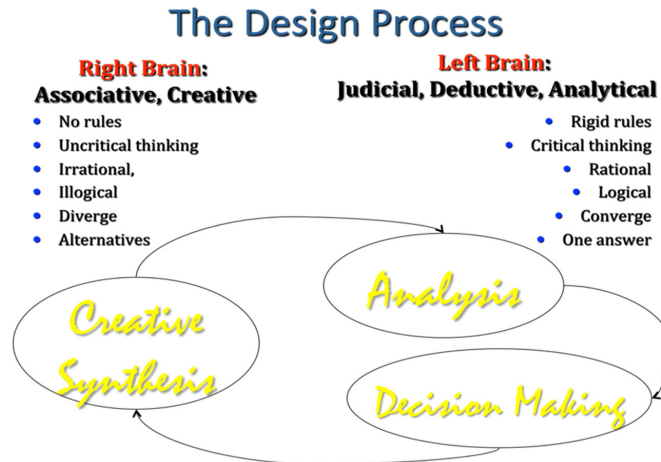 The Design Process
Right Brain:
Associative, Creative
No rules
Uncritical thinking
Irrational,
Illogical
Diverge
Alternatives
Left Brain:
Judicial, Deductive, Analytical
Rigid rules
Critical thinking
Rational
Logical
Converge
One answer
Creative
Synthesis
Analysis
Decision Making